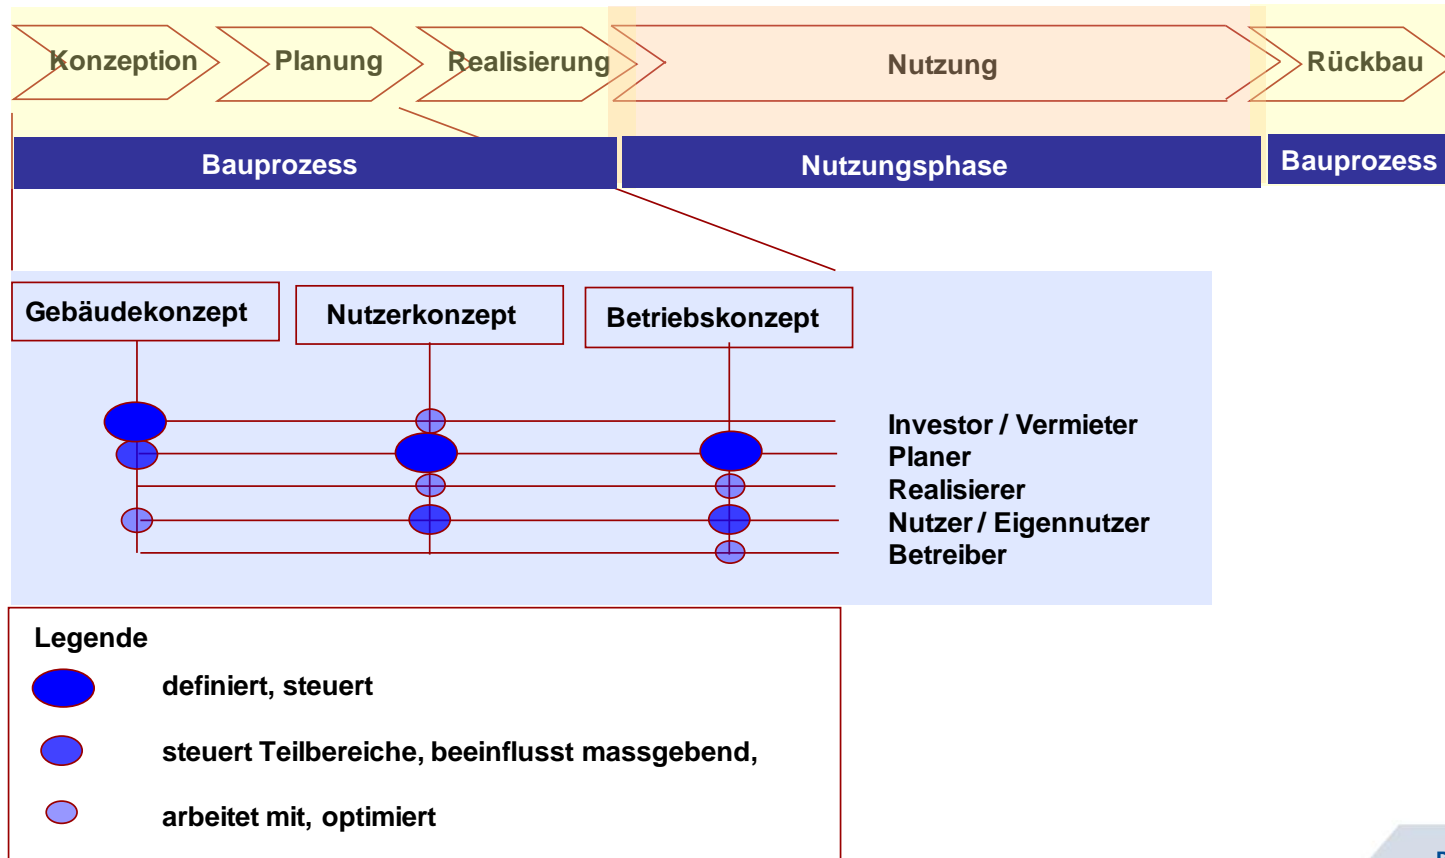 Konzeption Planung Realisierung Nutzung Rückbau
Bauprozess Nutzungsphase Bauprozess
Gebäudekonzept Nutzerkonzept Betriebskonzept
Investor / Vermieter
Planer
Realisierer
Nutzer / Eigennutzer
Betreiber
Legende
definiert, steuert
steuert Teilbereiche, beeinflusst massgebend,
arbeitet mit, optimiert